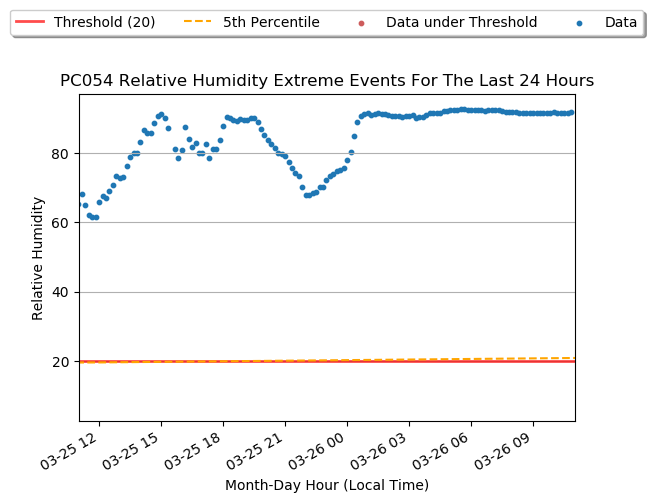 Threshold (20) 5th Percentile Data under Threshold Data
PC054 Relative Humidity Extreme Events For The Last 24 Hours
Relative Humidity
80
60
40
20
03-25 12 03-25 15 03-25 18 03-25 21 03-26 00 03-26 03 03-26 06 03-26 09
Month-Day Hour (Local Time)